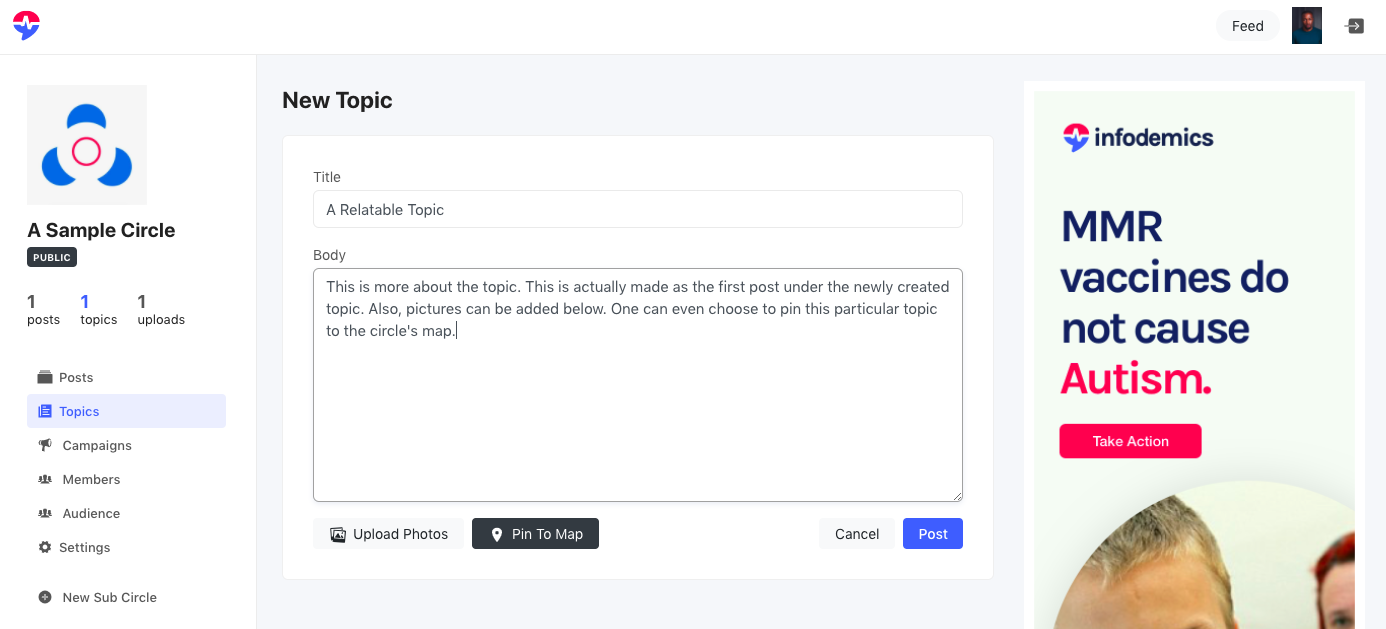 Feed
A Sample Circle
PUBLIC
1
posts
1
topics
1
uploads
Posts
Topics
Campaigns
Members
Audience
Settings
New Sub Circle
New Topic
Title
A Relatable Topic
Body
This is more about the topic. This is actually made as the first post under the newly created
topic. Also, pictures can be added below. One can even choose to pin this particular topic
to the circle's map.
Upload Photos
Pin To Map
Cancel
Post
infodemics
MMR
vaccines do
not cause
Autism.
Take Action